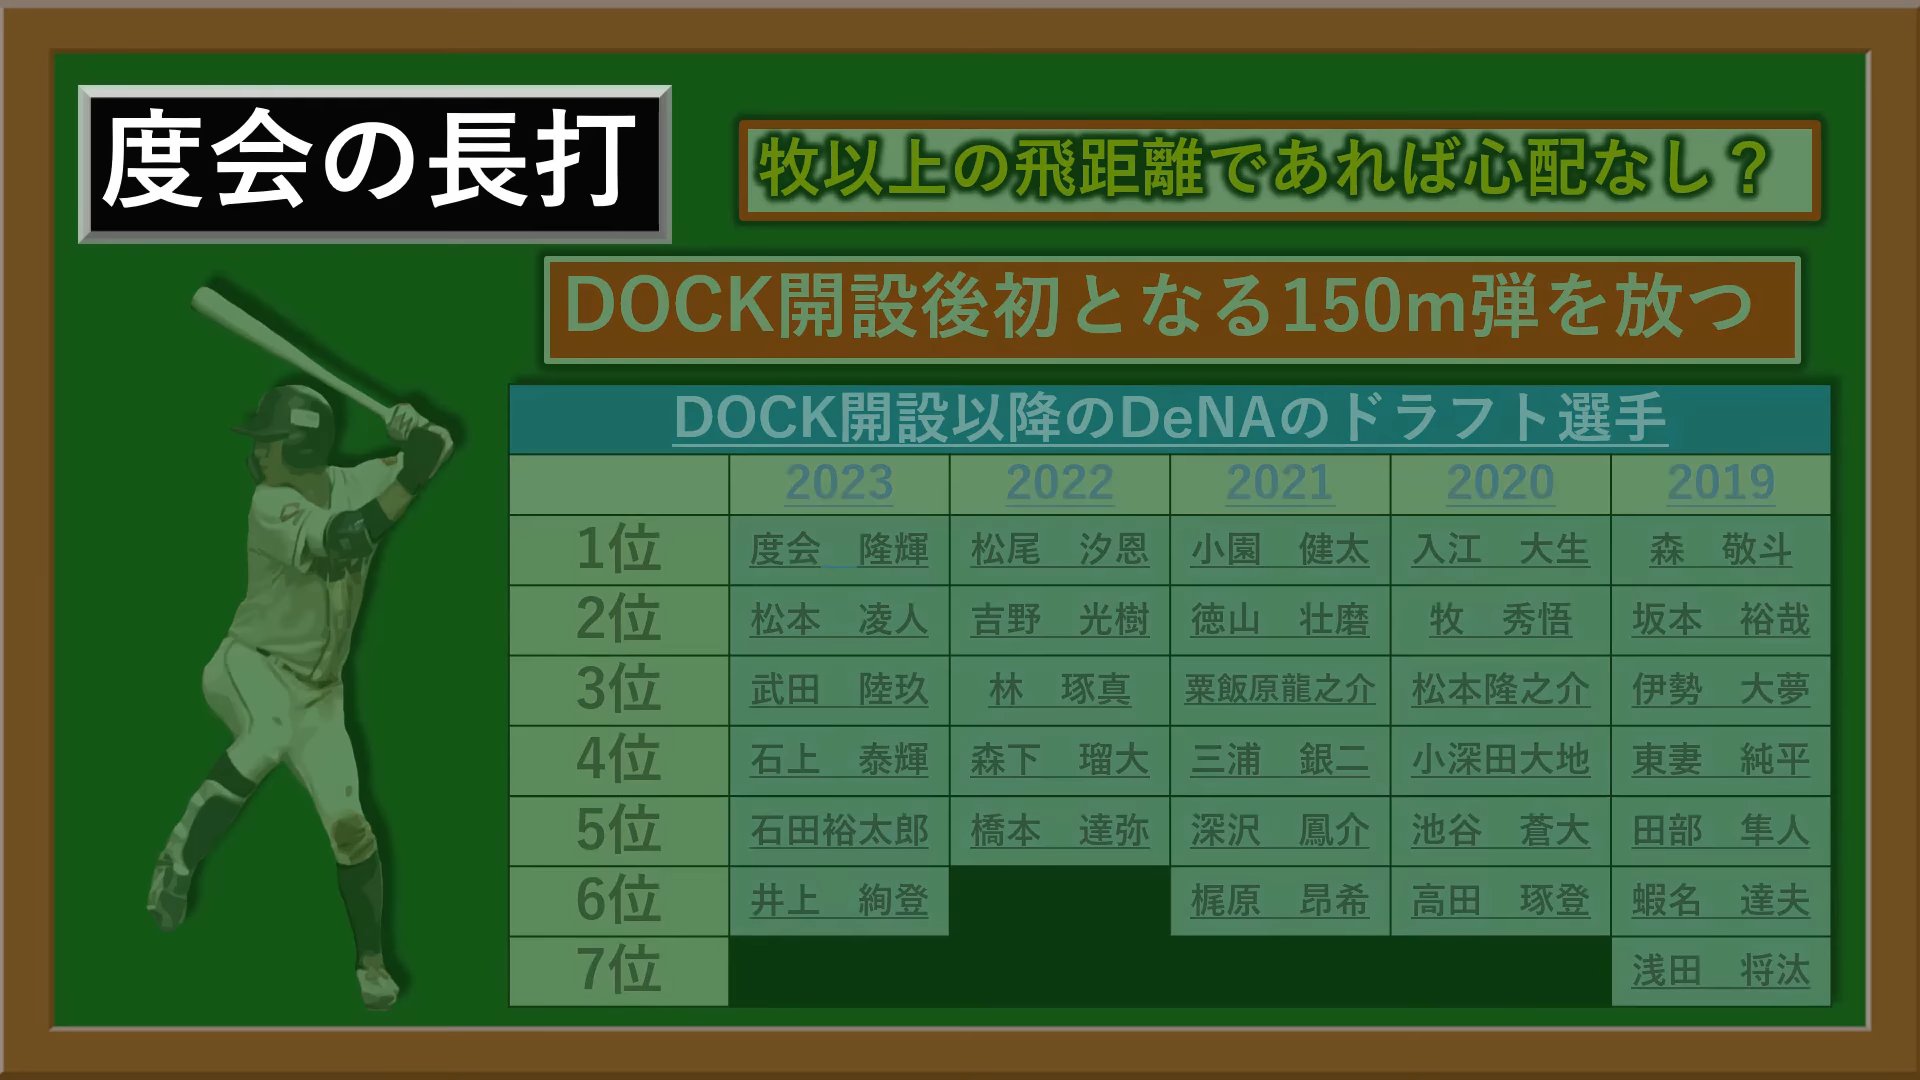 度会の長打
牧以上の飛距離であれば心配なし？
DOCK開設後初となる150m弾を放つ
DOCK開設以降のDeNAのドラフト選手
2023 2022 2021 2020 2019
1位 度会　隆輝 松尾　汐恩 小園　健太 入江　大生 森　敬斗
2位 松本　凌人 吉野　光樹 徳山　壮磨 牧　秀悟 坂本　裕哉
3位 武田　陸玖 林　琢真 粟飯原龍之介 松本隆之介 伊勢　大夢
4位 石上　泰輝 森下　瑠大 三浦　銀二 小深田大地 東妻　純平
5位 石田裕太郎 橋本　達弥 深沢　鳳介 池谷　蒼大 田部　隼人
6位 井上　絢登 梶原　昂希 高田　琢登 蝦名　達夫
7位 浅田　将汰